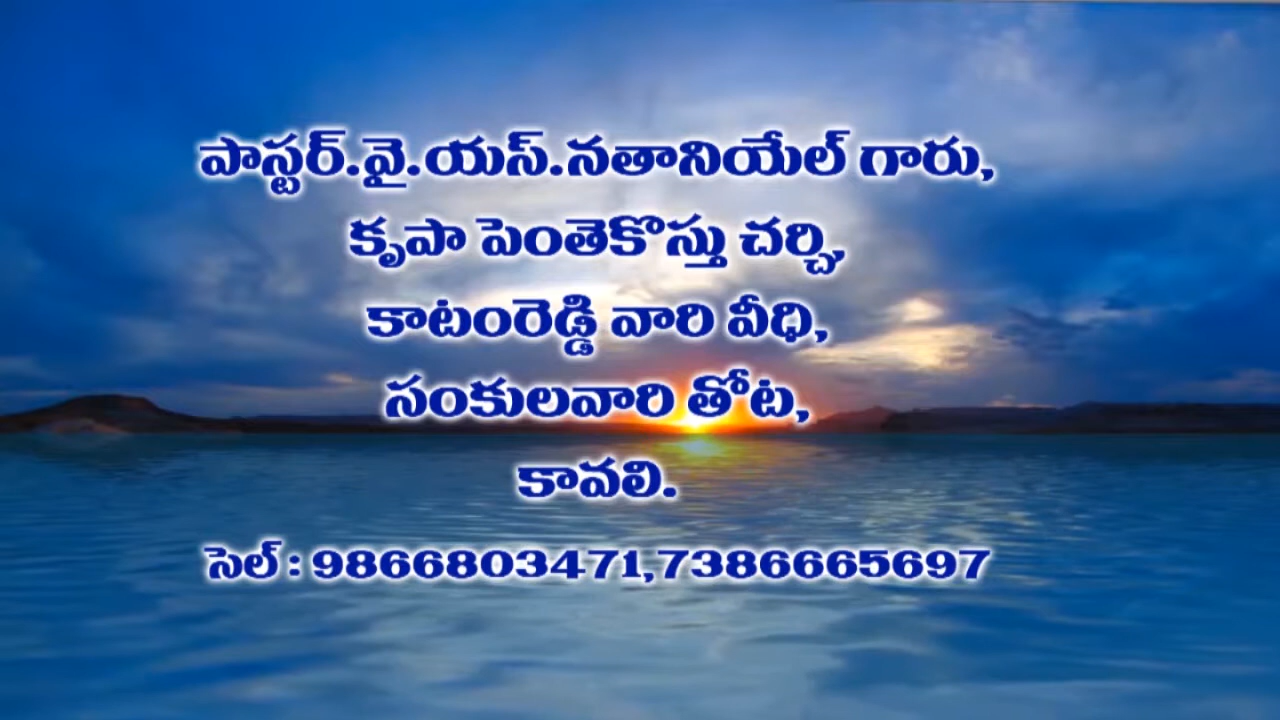 పాస్టర్.వై.యస్.నతానియేల్ గారు,
కృపా పెంతెకొస్తు చర్చి,
కాటంరెడ్డి వారి వీధి,
సంకులవారి తోట,
కావలి.
సెల్ : 9866803471,7386665697